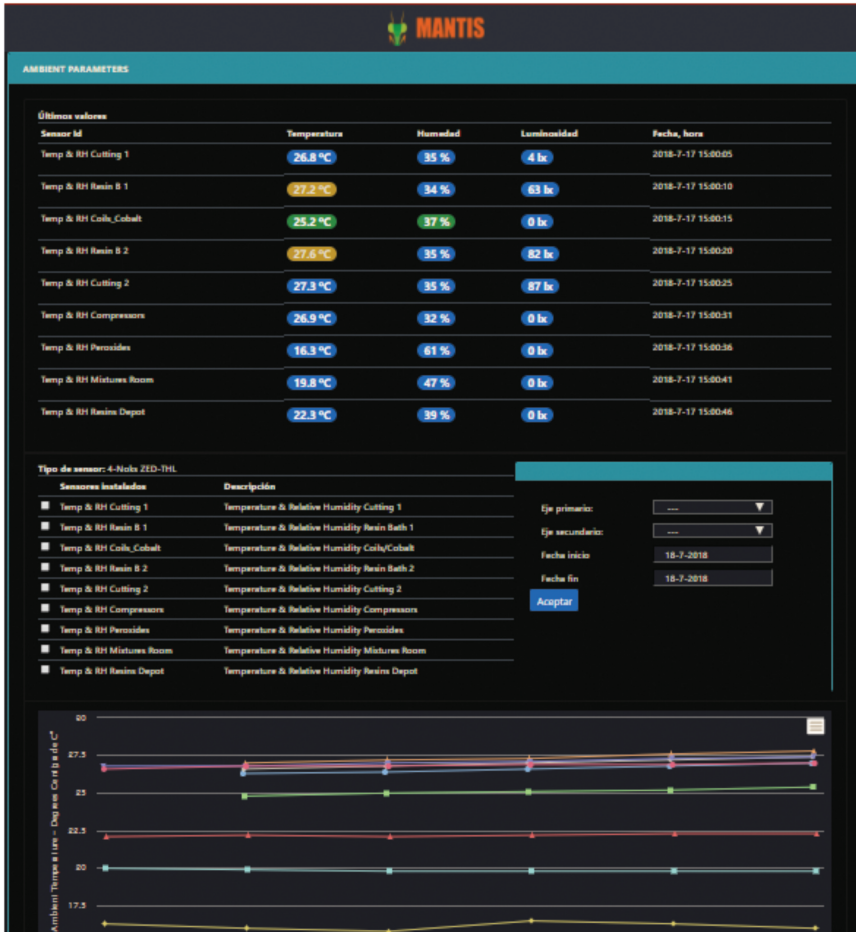 MANTIS
AMBIENT PARAMETERS
Últimos valores
Sensor Id Temperatura Humedad Luminosidad Fecha, hora
Temp & RH Cutting 1 26.8 ºC 35 % 4 lx 2018-7-17 15:00:05
Temp & RH Resin B 1 27.2 ºC 34 % 63 lx 2018-7-17 15:00:10
Temp & RH Coils_Cobalt 25.2 ºC 37 % 0 lx 2018-7-17 15:00:15
Temp & RH Resin B 2 27.6 ºC 35 % 82 lx 2018-7-17 15:00:20
Temp & RH Cutting 2 27.3 ºC 35 % 87 lx 2018-7-17 15:00:25
Temp & RH Compressors 26.9 ºC 32 % 0 lx 2018-7-17 15:00:31
Temp & RH Peroxides 16.3 ºC 61 % 0 lx 2018-7-17 15:00:36
Temp & RH Mixtures Room 19.8 ºC 47 % 0 lx 2018-7-17 15:00:41
Temp & RH Resins Depot 22.3 ºC 39 % 0 lx 2018-7-17 15:00:46
Tipo de sensor: 4-Noks ZED-THL
Sensores instalados Descripción
Temp & RH Cutting 1 Temperature & Relative Humidity Cutting 1
Temp & RH Resin B 1 Temperature & Relative Humidity Resin Bath 1
Temp & RH Coils_Cobalt Temperature & Relative Humidity Coils/Cobalt
Temp & RH Resin B 2 Temperature & Relative Humidity Resin Bath 2
Temp & RH Cutting 2 Temperature & Relative Humidity Cutting 2
Temp & RH Compressors Temperature & Relative Humidity Compressors
Temp & RH Peroxides Temperature & Relative Humidity Peroxides
Temp & RH Mixtures Room Temperature & Relative Humidity Mixtures Room
Temp & RH Resins Depot Temperature & Relative Humidity Resins Depot
Eje primario: ---
Eje secundario: ---
Fecha inicio 18-7-2018
Fecha fin 18-7-2018
Aceptar
Ambient Temperature - Degrees
27.5
25
22.5
20
17.5